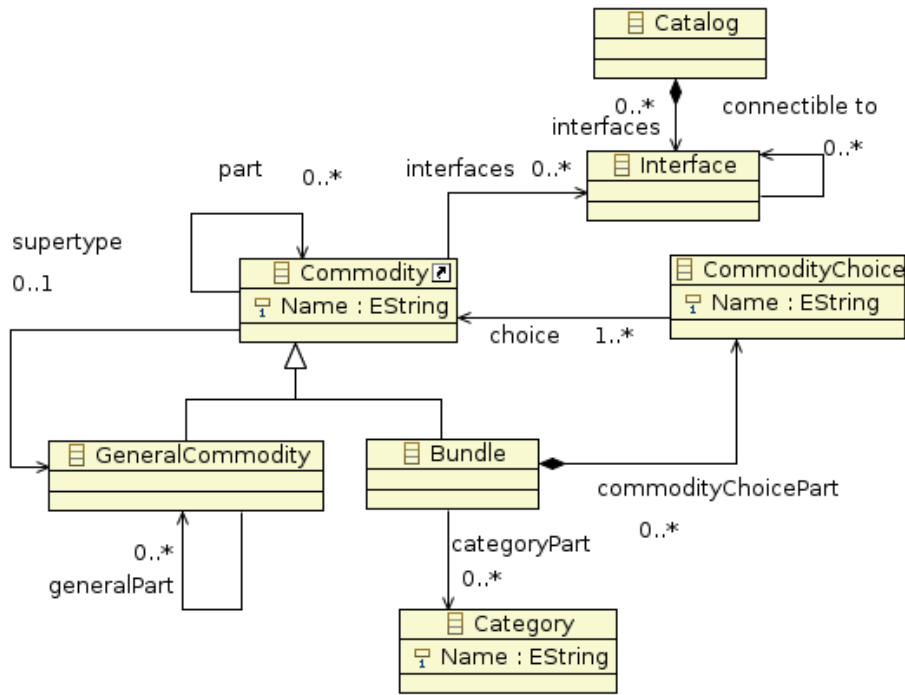 Catalog
0..*
interfaces
connectible to
0..*
Interface
part
0..*
interfaces 0..*
supertype
0..1
Commodity
Name : EString
CommodityChoice
Name : EString
choice 1..*
GeneralCommodity
Bundle
commodityChoicePart
0..*
0..*
generalPart
categoryPart
0..*
Category
Name : EString